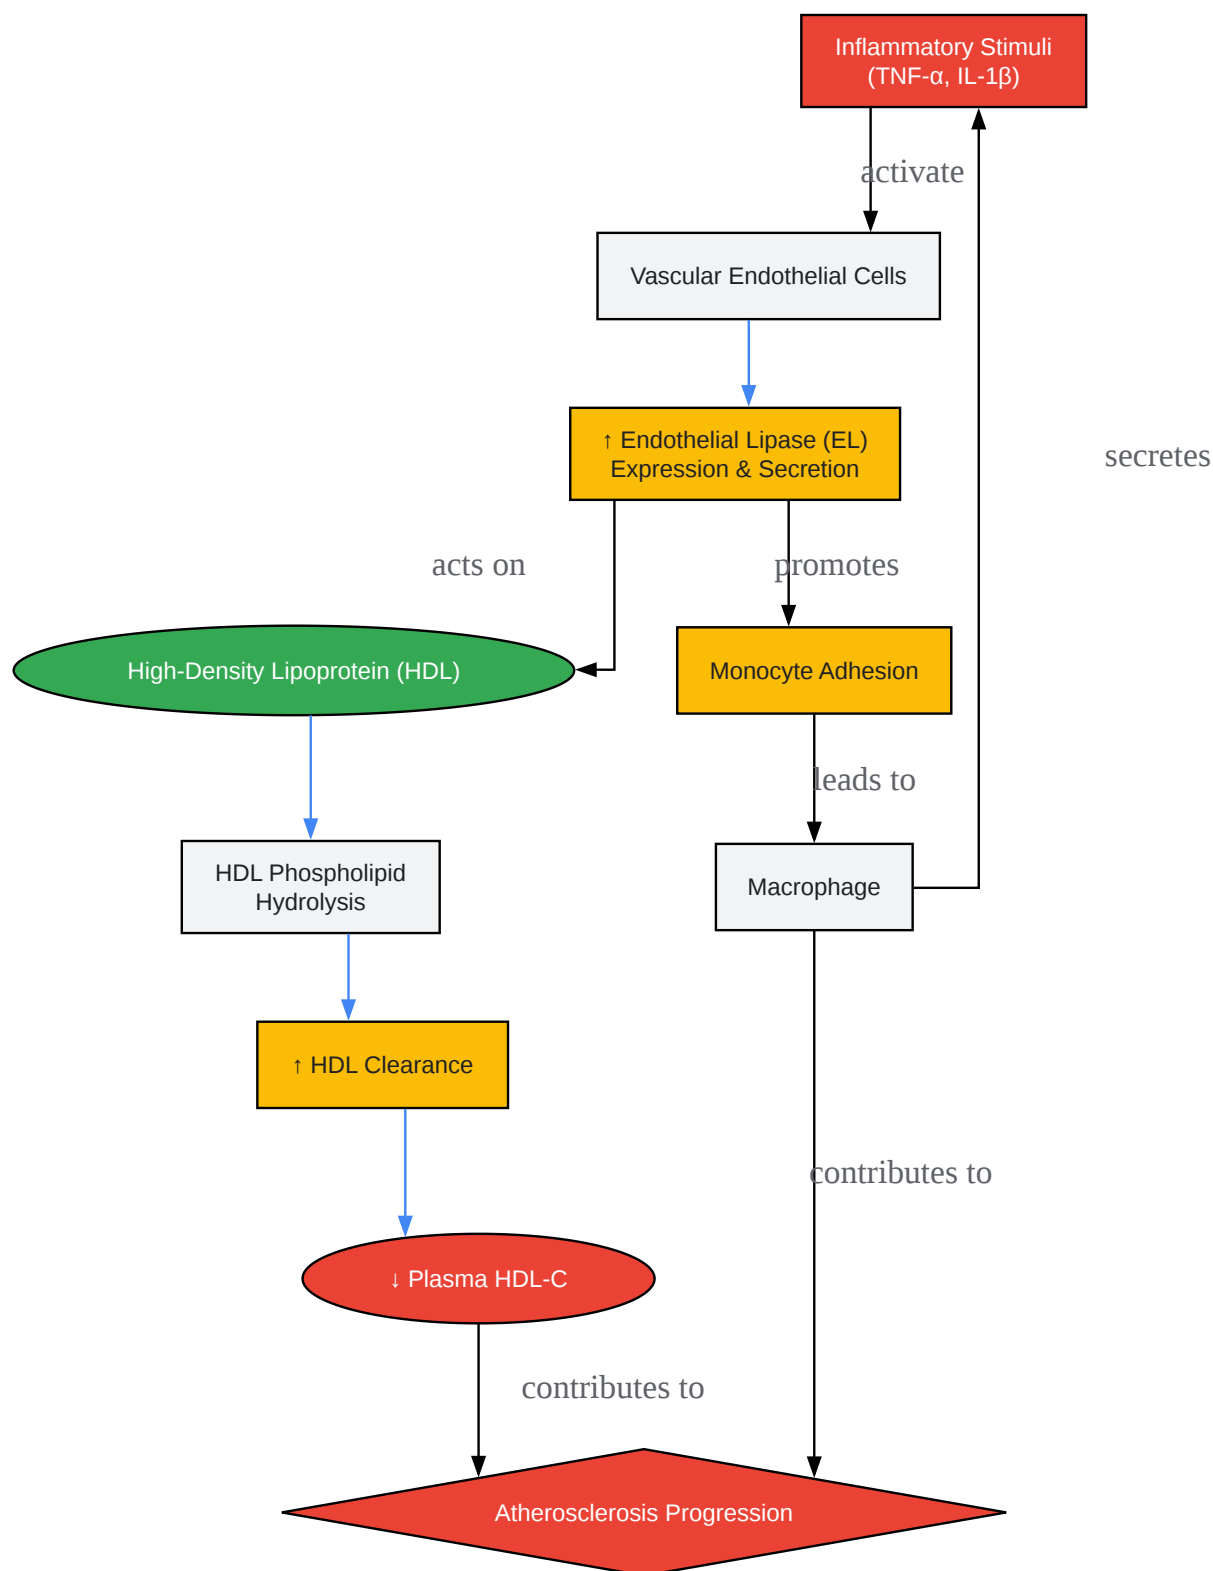 Inflammatory Stimuli
(TNF-α, IL-1β)
activate
Vascular Endothelial Cells
secretes
↑ Endothelial Lipase (EL)
Expression & Secretion
acts on
promotes
High-Density Lipoprotein (HDL)
Monocyte Adhesion
leads to
HDL Phospholipid
Hydrolysis
Macrophage
↑ HDL Clearance
contributes to
↓ Plasma HDL-C
contributes to
Atherosclerosis Progression